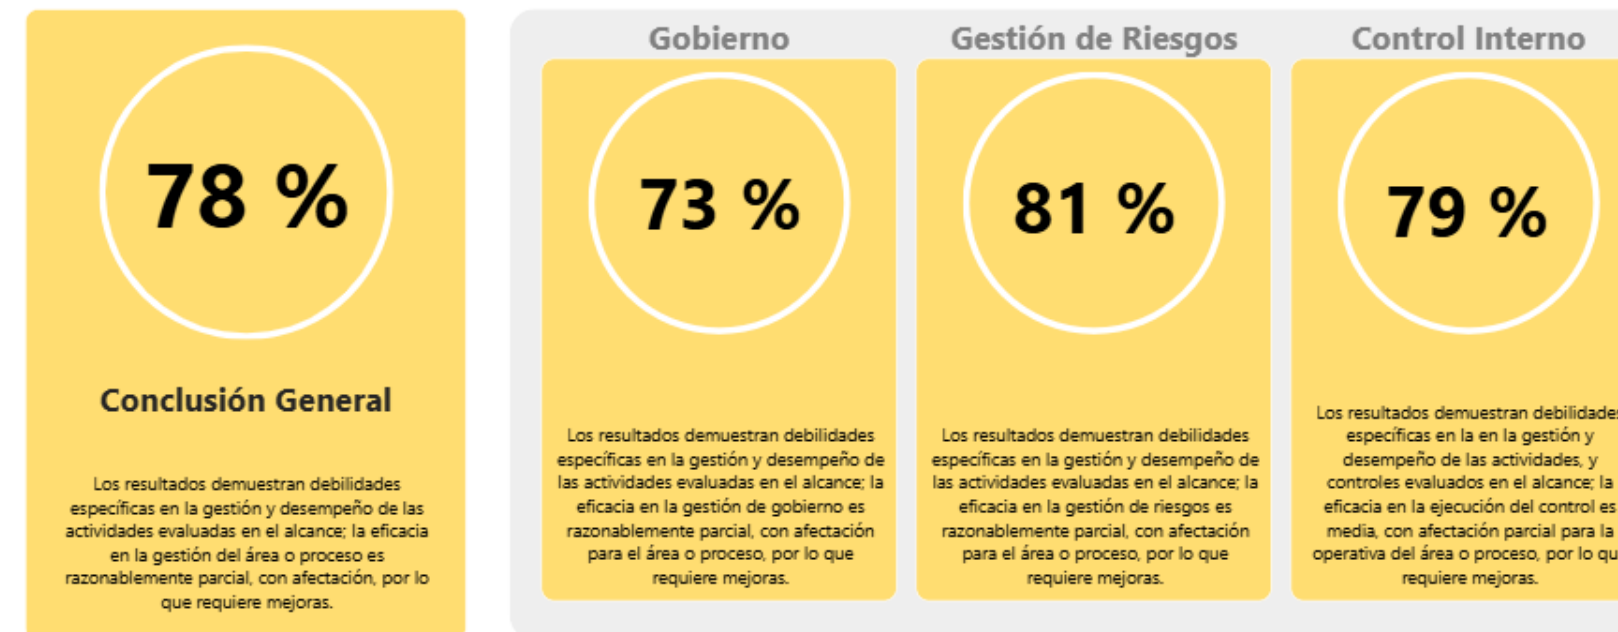 78 %
Conclusión General
Los resultados demuestran debilidades
específicas en la gestión y desempeño de las
actividades evaluadas en el alcance; la eficacia
en la gestión del área o proceso es
razonablemente parcial, con afectación, por lo
que requiere mejoras.
Gobierno
73 %
Los resultados demuestran debilidades
específicas en la gestión y desempeño de
las actividades evaluadas en el alcance; la
eficacia en la gestión de gobierno es
razonablemente parcial, con afectación
para el área o proceso, por lo que
requiere mejoras.
Gestión de Riesgos
81 %
Los resultados demuestran debilidades
específicas en la gestión y desempeño de
las actividades evaluadas en el alcance; la
eficacia en la gestión de riesgos es
razonablemente parcial, con afectación
para el área o proceso, por lo que
requiere mejoras.
Control Interno
79 %
Los resultados demuestran debilidades
específicas en la en la gestión y
desempeño de las actividades, y
controles evaluados en el alcance; la
eficacia en la ejecución del control es
media, con afectación parcial para la
operativa del área o proceso, por lo qu
requiere mejoras.